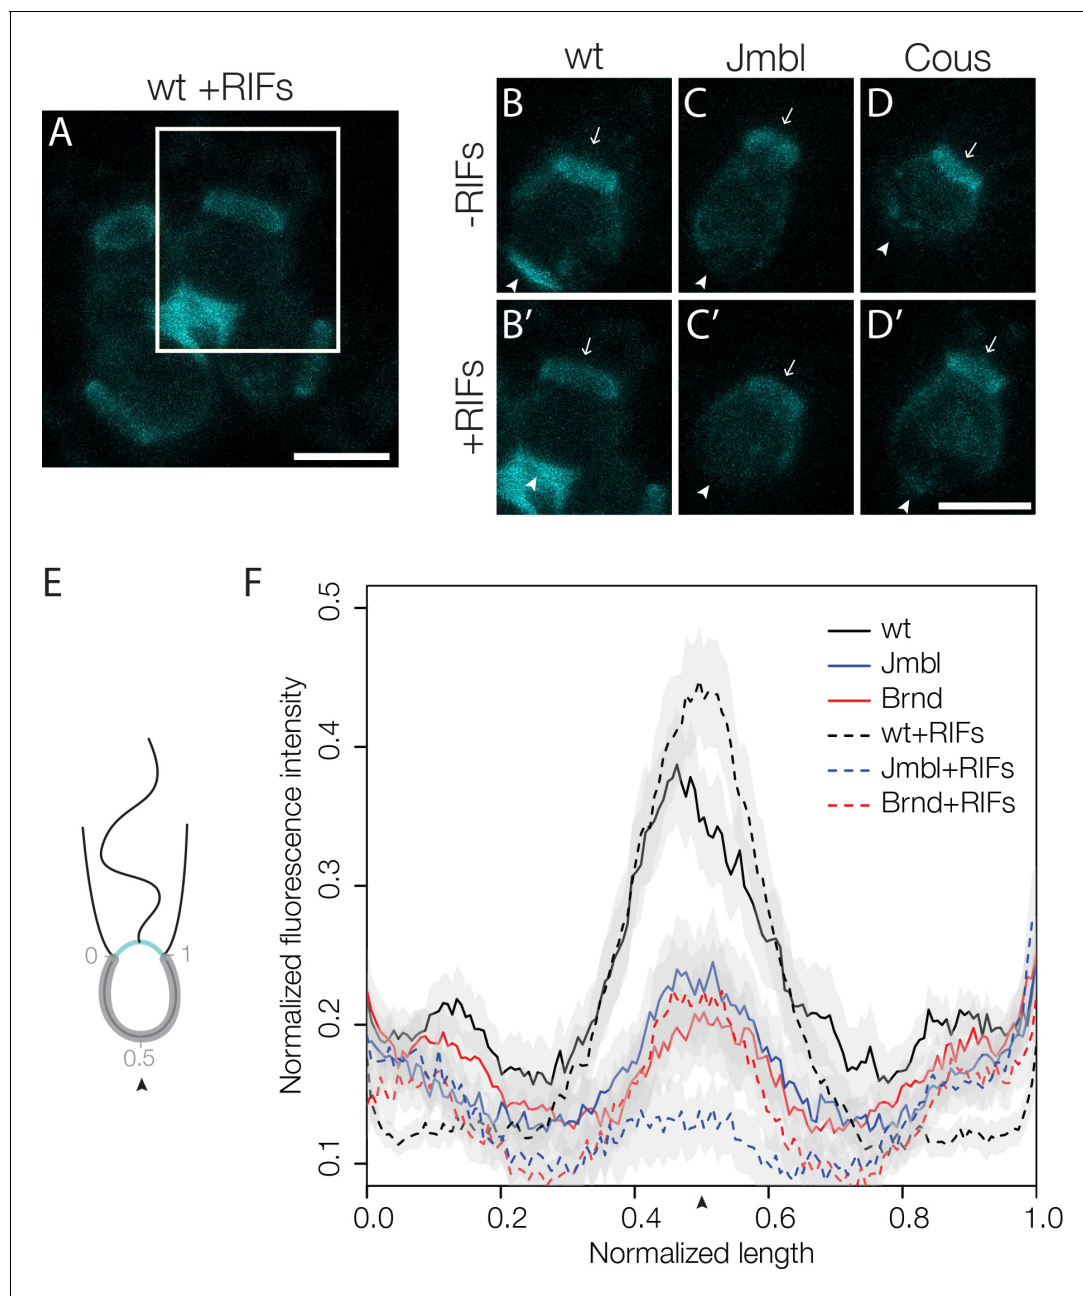 wt +RIFs
A
wt
Jmbl
Cous
-RIFs
B
C
D
+RIFs
B′
C′
D′
E
0
1
0.5
F
Normalized fluorescence intensity
0.5
0.4
0.3
0.2
0.1
wt
Jmbl
Brnd
wt+RIFs
Jmbl+RIFs
Brnd+RIFs
0.0
0.2
0.4
0.6
0.8
1.0
Normalized length